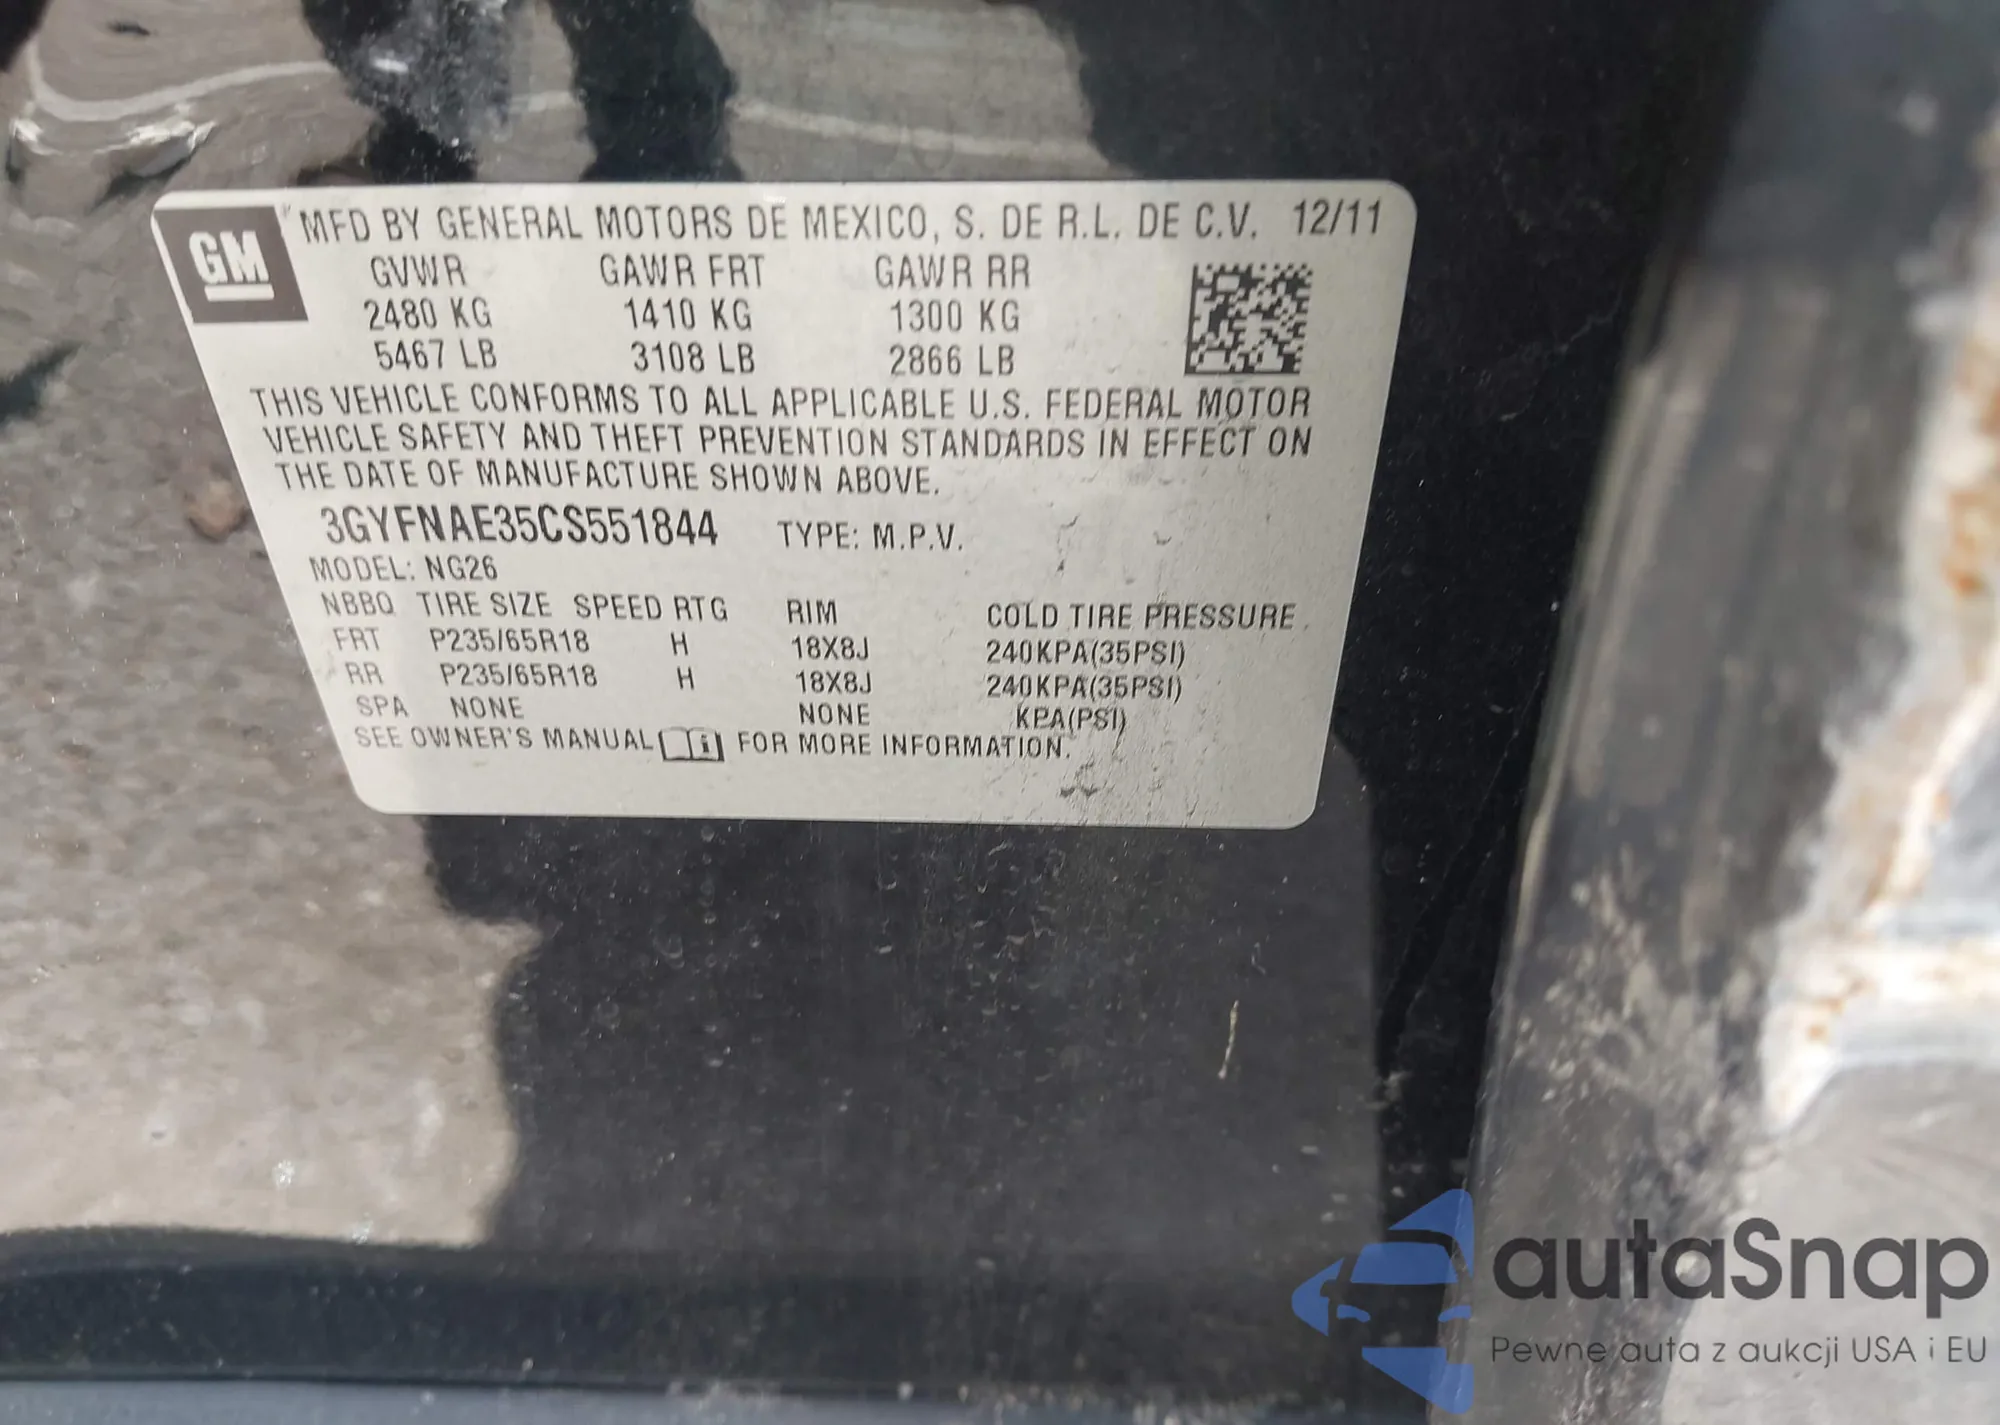 GM
MFD BY GENERAL MOTORS DE MEXICO, S. DE R.L. DE C.V. 12/11
GVWR GAWR FRT GAWR RR
2480 KG 1410 KG 1300 KG
5467 LB 3108 LB 2866 LB
THIS VEHICLE CONFORMS TO ALL APPLICABLE U.S. FEDERAL MOTOR
VEHICLE SAFETY AND THEFT PREVENTION STANDARDS IN EFFECT ON
THE DATE OF MANUFACTURE SHOWN ABOVE.
3GYFNAE35CS551844 TYPE: M.P.V.
MODEL: NG26
NBBQ TIRE SIZE SPEED RTG RIM COLD TIRE PRESSURE
FRT P235/65R18 H 18X8J 240KPA(35PSI)
RR P235/65R18 H 18X8J 240KPA(35PSI)
SPA NONE NONE KPA(PSI)
SEE OWNER'S MANUAL FOR MORE INFORMATION.
autaSnap
Pewne auta z aukcji USA i EU